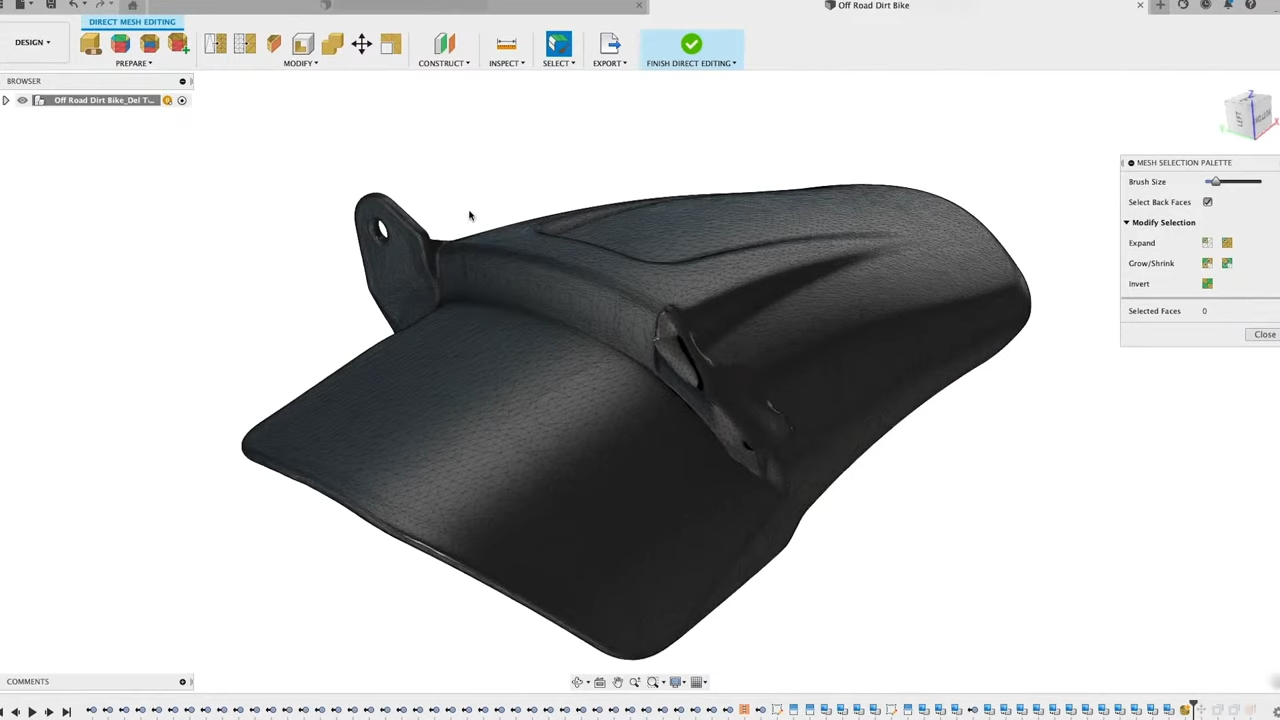 Off Road Dirt Bike
DIRECT MESH EDITING
DESIGN
PREPARE
MODIFY
CONSTRUCT
INSPECT
SELECT
EXPORT
FINISH DIRECT EDITING
BROWSER
Off Road Dirt Bike_Del T...
Z
LEFT
MESH SELECTION PALETTE
Brush Size
Select Back Faces
Modify Selection
Expand
Grow/Shrink
Invert
Selected Faces 0
Close
COMMENTS